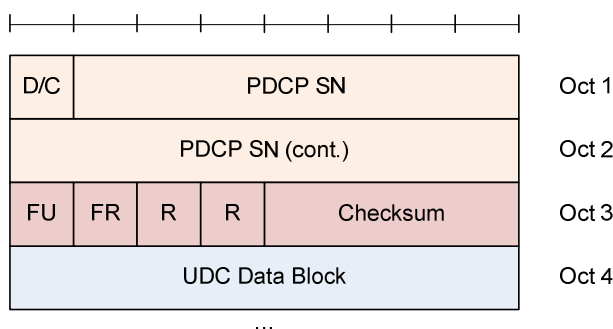 D/C PDCP SN Oct 1
PDCP SN (cont.) Oct 2
FU FR R R Checksum Oct 3
UDC Data Block Oct 4
...